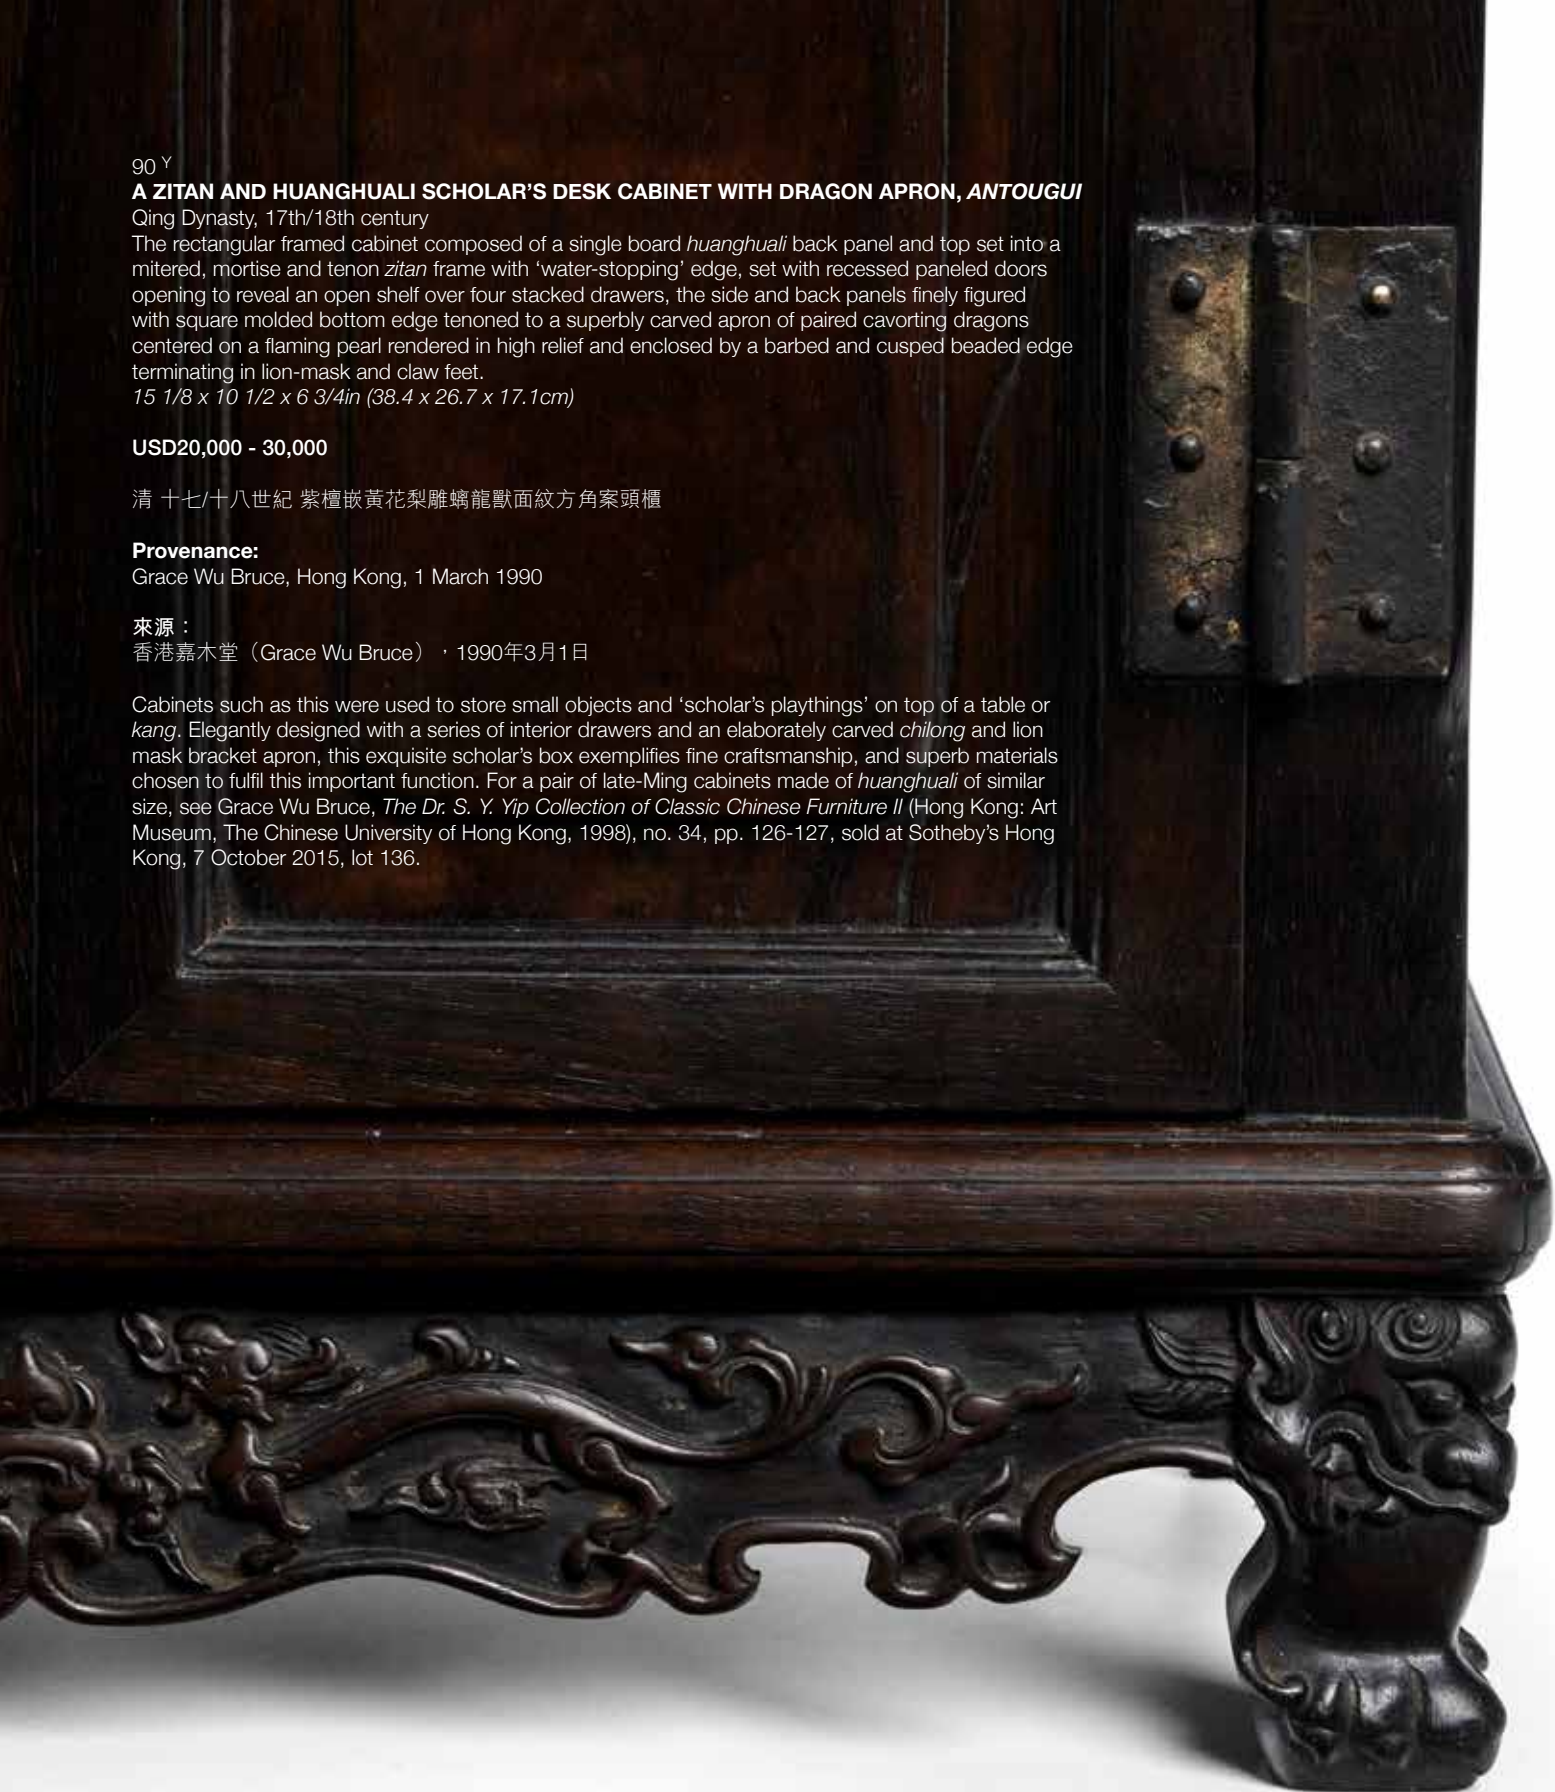 90 Y
A ZITAN AND HUANGHUALI SCHOLAR’S DESK CABINET WITH DRAGON APRON, ANTOUGUI
Qing Dynasty, 17th/18th century
The rectangular framed cabinet composed of a single board huanghuali back panel and top set into a
mitered, mortise and tenon zitan frame with ‘water-stopping’ edge, set with recessed paneled doors
opening to reveal an open shelf over four stacked drawers, the side and back panels finely figured
with square molded bottom edge tenoned to a superbly carved apron of paired cavorting dragons
centered on a flaming pearl rendered in high relief and enclosed by a barbed and cusped beaded edge
terminating in lion-mask and claw feet.
15 1/8 x 10 1/2 x 6 3/4in (38.4 x 26.7 x 17.1cm)
USD20,000 - 30,000
清 十七/十八世紀 紫檀嵌黃花梨雕螭龍獸面紋方角案頭櫃
Provenance:
Grace Wu Bruce, Hong Kong, 1 March 1990
來源：
香港嘉木堂（Grace Wu Bruce），1990年3月1日
Cabinets such as this were used to store small objects and ‘scholar’s playthings’ on top of a table or
kang. Elegantly designed with a series of interior drawers and an elaborately carved chilong and lion
mask bracket apron, this exquisite scholar’s box exemplifies fine craftsmanship, and superb materials
chosen to fulfil this important function. For a pair of late-Ming cabinets made of huanghuali of similar
size, see Grace Wu Bruce, The Dr. S. Y. Yip Collection of Classic Chinese Furniture II (Hong Kong: Art
Museum, The Chinese University of Hong Kong, 1998), no. 34, pp. 126-127, sold at Sotheby’s Hong
Kong, 7 October 2015, lot 136.